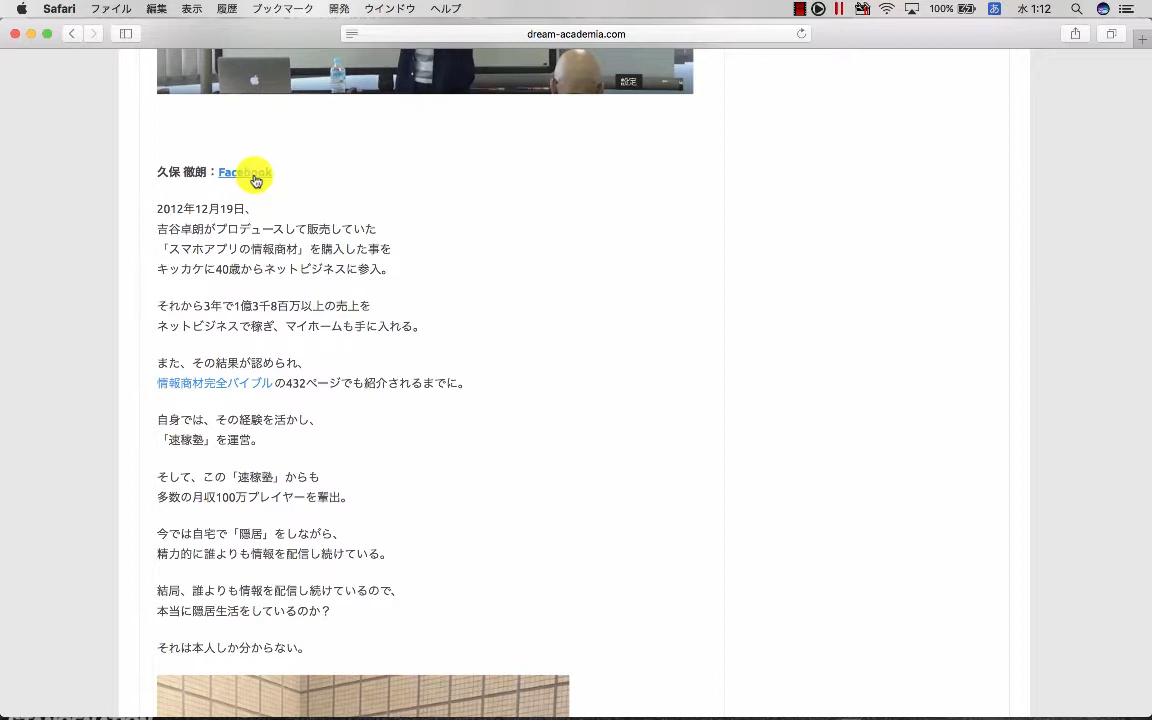 Safari ファイル 編集 表示 履歴 ブックマーク 開発 ウインドウ ヘルプ 100% あ 水 1:12
dream-academia.com
設定
久保 徹朗：Facebook
2012年12月19日、
吉谷卓朗がプロデュースして販売していた
「スマホアプリの情報商材」を購入した事を
キッカケに40歳からネットビジネスに参入。
それから3年で1億3千8百万以上の売上を
ネットビジネスで稼ぎ、マイホームも手に入れる。
また、その結果が認められ、
情報商材完全バイブルの432ページでも紹介されるまでに。
自身では、その経験を活かし、
「速稼塾」を運営。
そして、この「速稼塾」からも
多数の月収100万プレイヤーを輩出。
今では自宅で「隠居」をしながら、
精力的に誰よりも情報を配信し続けている。
結局、誰よりも情報を配信し続けているので、
本当に隠居生活をしているのか？
それは本人しか分からない。